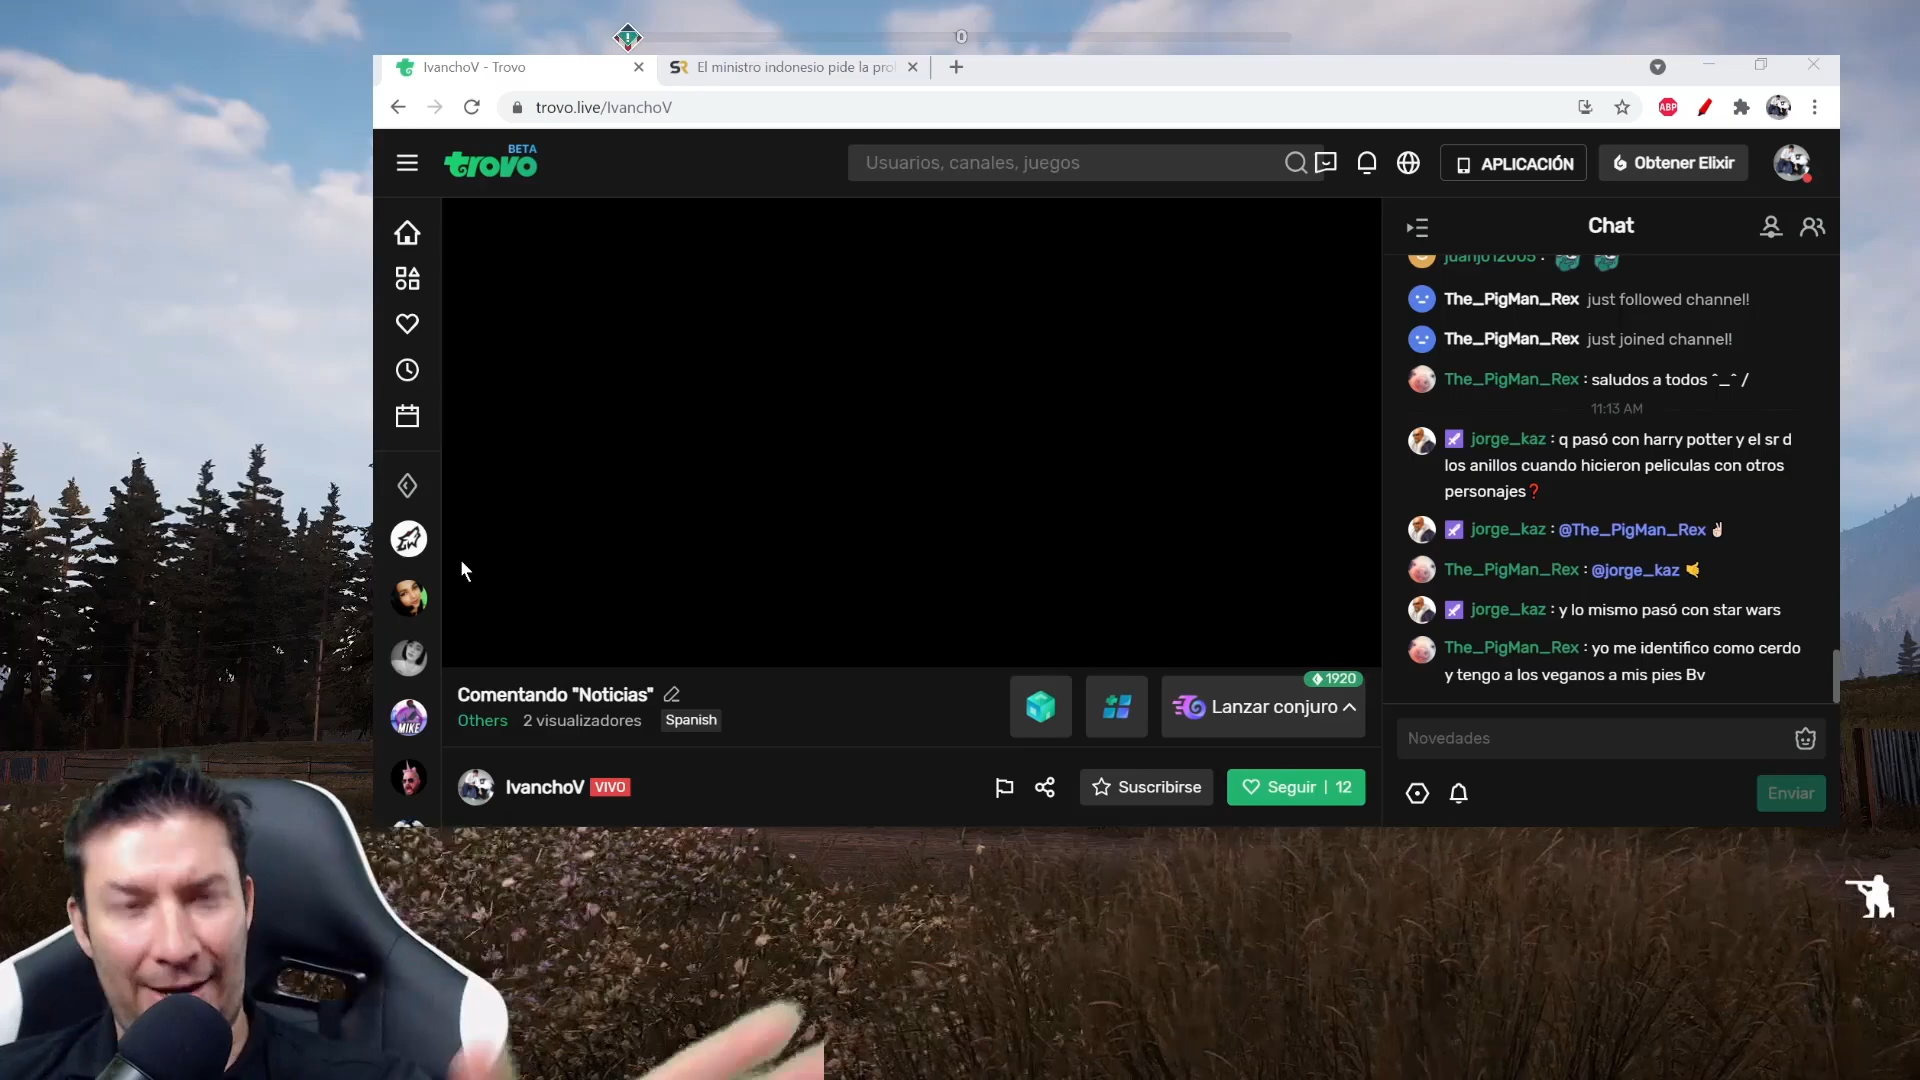 0
IvanchoV - Trovo
SR El ministro indonesio pide la pro
trovo.live/IvanchoV
ABP
trovo
BETA
Usuarios, canales, juegos
APLICACIÓN
Obtener Elixir
Chat
juanjo12005 :
The_PigMan_Rex just followed channel!
The_PigMan_Rex just joined channel!
The_PigMan_Rex : saludos a todos ^_^ /
11:13 AM
jorge_kaz : q pasó con harry potter y el sr d
los anillos cuando hicieron peliculas con otros
personajes❓
jorge_kaz : @The_PigMan_Rex ✌🏻
The_PigMan_Rex : @jorge_kaz 🤙
jorge_kaz : y lo mismo pasó con star wars
The_PigMan_Rex : yo me identifico como cerdo
y tengo a los veganos a mis pies Bv
Novedades
Enviar
MIKE
Comentando "Noticias"
Others 2 visualizadores Spanish
1920
Lanzar conjuro
IvanchoV VIVO
Suscribirse
Seguir | 12